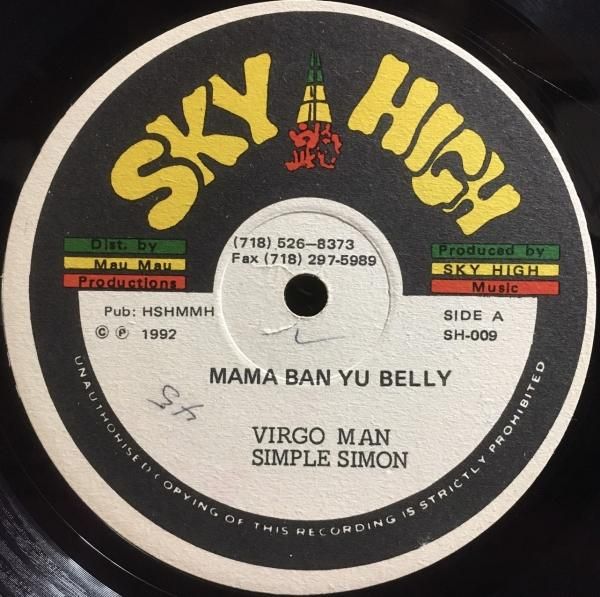 SKY HIGH
(718) 526-8373
Fax (718) 297-5989
Dist. by
Mau Mau
Productions
Produced by
SKY HIGH
Music
Pub: HSHMMH
© ℗ 1992
SIDE A
SH-009
MAMA BAN YU BELLY
45
VIRGO MAN
SIMPLE SIMON
UNAUTHORISED COPYING OF THIS RECORDING IS STRICTLY PROHIBITED